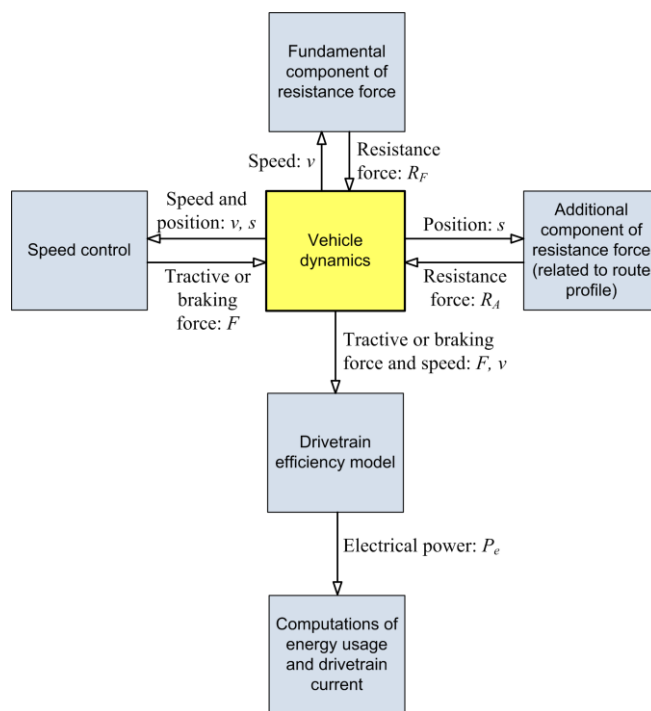 Fundamental
component of
resistance force
Speed: v
Resistance
force: R_F
Speed and
position: v, s
Speed control
Tractive or
braking
force: F
Vehicle
dynamics
Position: s
Resistance
force: R_A
Additional
component of
resistance force
(related to route
profile)
Tractive or braking
force and speed: F, v
Drivetrain
efficiency model
Electrical power: P_e
Computations of
energy usage
and drivetrain
current